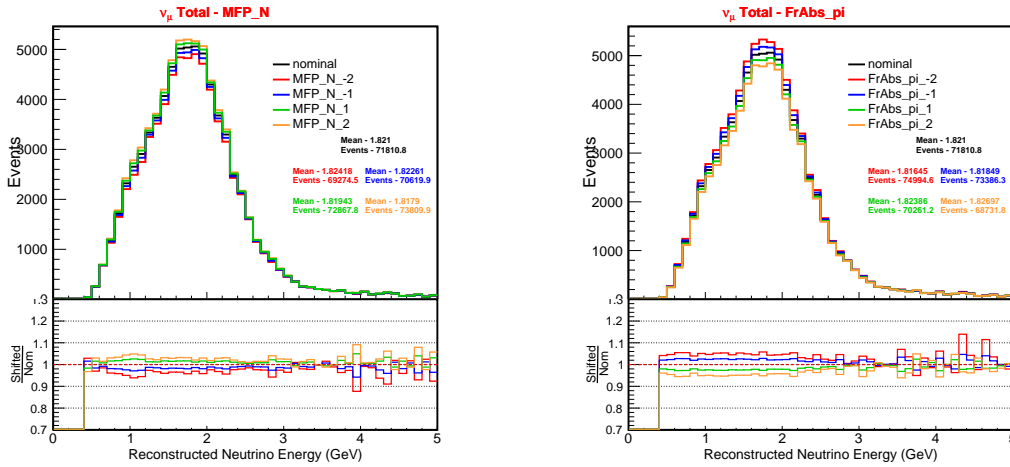 νμ Total - MFP_N
Events
5000
4000
3000
2000
1000
nominal
MFP_N_-2
MFP_N_-1
MFP_N_1
MFP_N_2
Mean - 1.821
Events - 71810.8
Mean - 1.82418 Mean - 1.82261
Events - 69274.5 Events - 70619.9
Mean - 1.81943 Mean - 1.8179
Events - 72867.8 Events - 73809.9
Shifted
Nom
1.3
1.2
1.1
1
0.9
0.8
0.7
0 1 2 3 4 5
Reconstructed Neutrino Energy (GeV)
νμ Total - FrAbs_pi
Events
5000
4000
3000
2000
1000
nominal
FrAbs_pi_-2
FrAbs_pi_-1
FrAbs_pi_1
FrAbs_pi_2
Mean - 1.821
Events - 71810.8
Mean - 1.81645 Mean - 1.81849
Events - 74994.6 Events - 73386.3
Mean - 1.82386 Mean - 1.82697
Events - 70261.2 Events - 68731.8
Shifted
Nom
1.3
1.2
1.1
1
0.9
0.8
0.7
0 1 2 3 4 5
Reconstructed Neutrino Energy (GeV)